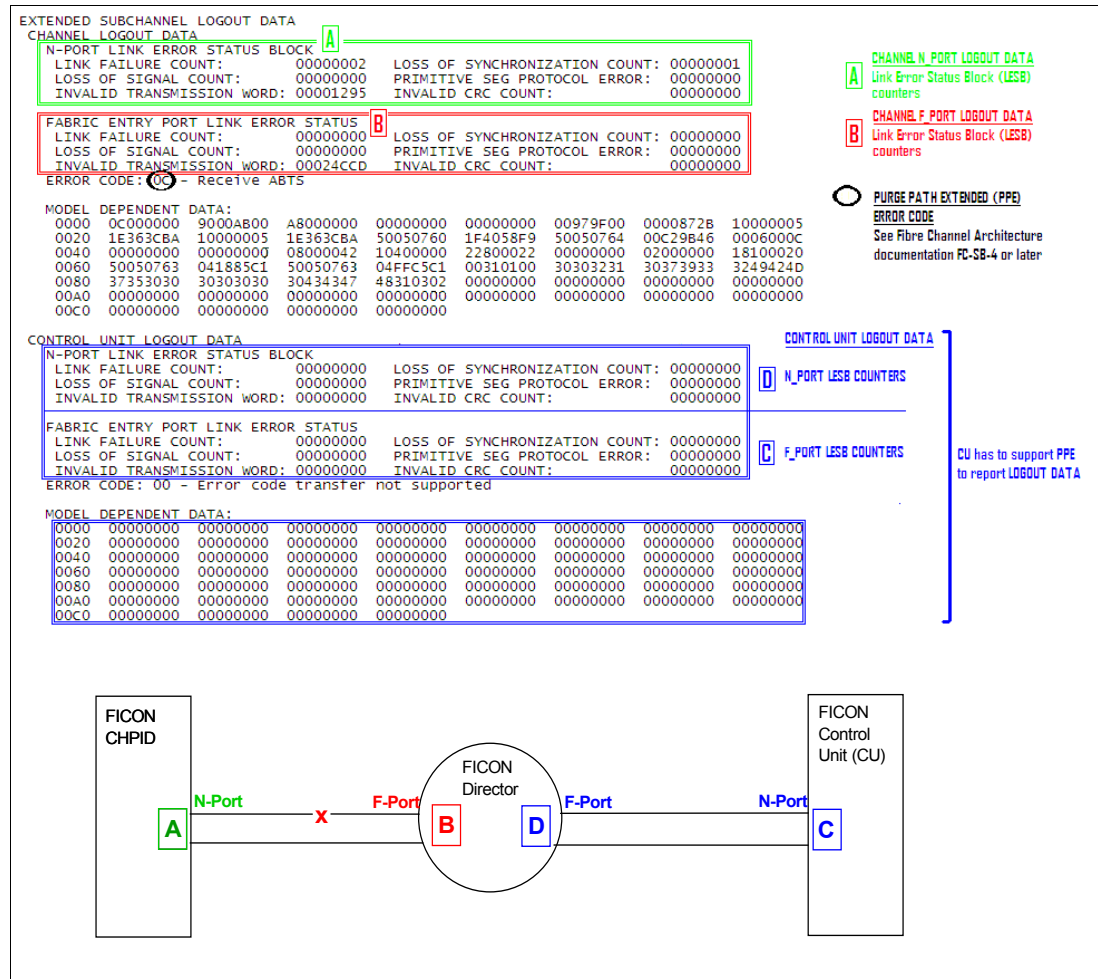 EXTENDED SUBCHANNEL LOGOUT DATA
CHANNEL LOGOUT DATA
A
N-PORT LINK ERROR STATUS BLOCK
LINK FAILURE COUNT: 00000002 LOSS OF SYNCHRONIZATION COUNT: 00000001
LOSS OF SIGNAL COUNT: 00000000 PRIMITIVE SEG PROTOCOL ERROR: 00000000
INVALID TRANSMISSION WORD: 00001295 INVALID CRC COUNT: 00000000
A
CHANNEL N_PORT LOGOUT DATA
Link Error Status Block (LESB)
counters
B
FABRIC ENTRY PORT LINK ERROR STATUS
LINK FAILURE COUNT: 00000000 LOSS OF SYNCHRONIZATION COUNT: 00000000
LOSS OF SIGNAL COUNT: 00000000 PRIMITIVE SEG PROTOCOL ERROR: 00000000
INVALID TRANSMISSION WORD: 00024CCD INVALID CRC COUNT: 00000000
B
CHANNEL F_PORT LOGOUT DATA
Link Error Status Block (LESB)
counters
ERROR CODE: 0C - Receive ABTS
PURGE PATH EXTENDED (PPE)
ERROR CODE
See Fibre Channel Architecture
documentation FC-SB-4 or later
MODEL DEPENDENT DATA:
0000 0C000000 9000AB00 A8000000 00000000 00000000 00979F00 0000872B 10000005
0020 1E363CBA 10000005 1E363CBA 50050760 1F4058F9 50050764 00C29B46 0006000C
0040 00000000 00000000 08000042 10400000 22800022 00000000 02000000 18100020
0060 50050763 041885C1 50050763 04FFC5C1 00310100 30303231 30373933 3249424D
0080 37353030 30303030 30434347 48310302 00000000 00000000 00000000 00000000
00A0 00000000 00000000 00000000 00000000 00000000 00000000 00000000 00000000
00C0 00000000 00000000 00000000 00000000
CONTROL UNIT LOGOUT DATA
N-PORT LINK ERROR STATUS BLOCK
LINK FAILURE COUNT: 00000000 LOSS OF SYNCHRONIZATION COUNT: 00000000
LOSS OF SIGNAL COUNT: 00000000 PRIMITIVE SEG PROTOCOL ERROR: 00000000
INVALID TRANSMISSION WORD: 00000000 INVALID CRC COUNT: 00000000
CONTROL UNIT LOGOUT DATA
D N_PORT LESB COUNTERS
FABRIC ENTRY PORT LINK ERROR STATUS
LINK FAILURE COUNT: 00000000 LOSS OF SYNCHRONIZATION COUNT: 00000000
LOSS OF SIGNAL COUNT: 00000000 PRIMITIVE SEG PROTOCOL ERROR: 00000000
INVALID TRANSMISSION WORD: 00000000 INVALID CRC COUNT: 00000000
C F_PORT LESB COUNTERS
CU has to support PPE
to report LOGOUT DATA
ERROR CODE: 00 - Error code transfer not supported
MODEL DEPENDENT DATA:
0000 00000000 00000000 00000000 00000000 00000000 00000000 00000000 00000000
0020 00000000 00000000 00000000 00000000 00000000 00000000 00000000 00000000
0040 00000000 00000000 00000000 00000000 00000000 00000000 00000000 00000000
0060 00000000 00000000 00000000 00000000 00000000 00000000 00000000 00000000
0080 00000000 00000000 00000000 00000000 00000000 00000000 00000000 00000000
00A0 00000000 00000000 00000000 00000000 00000000 00000000 00000000 00000000
00C0 00000000 00000000 00000000 00000000
FICON
CHPID
FICON
Director
FICON
Control
Unit (CU)
N-Port
F-Port
F-Port
N-Port
X
A
B
D
C